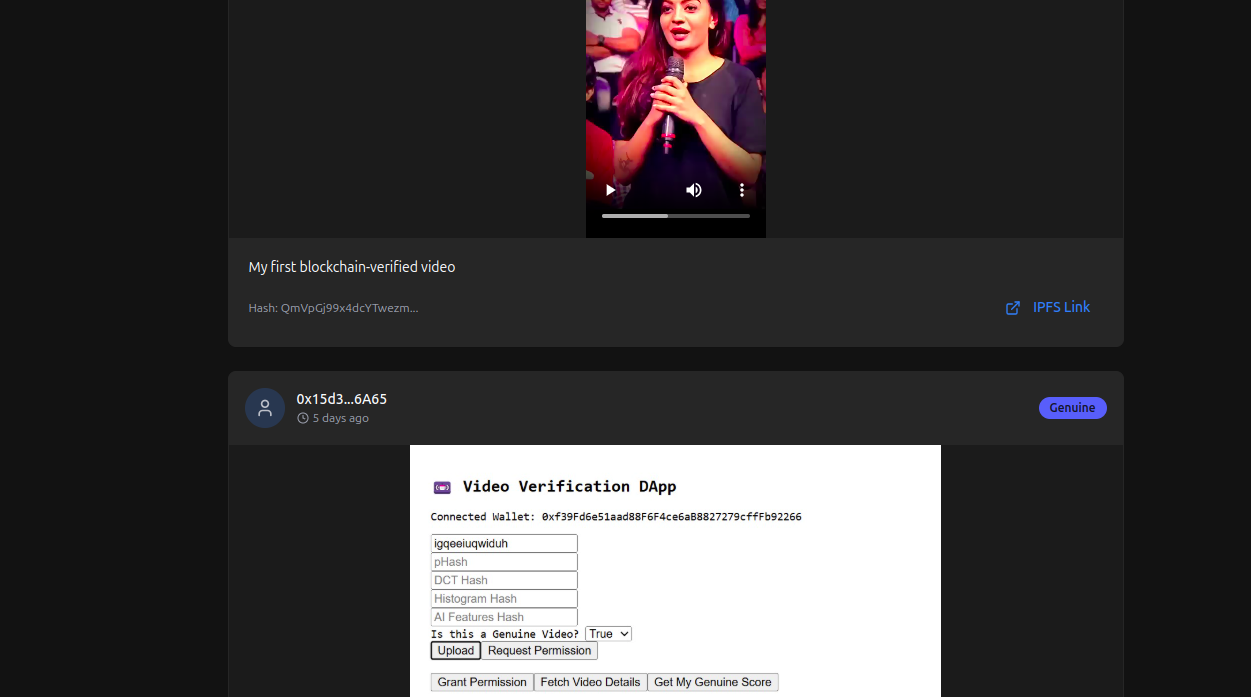 My first blockchain-verified video
Hash: QmVpGj99x4dcYTwezm...
IPFS Link
0x15d3...6A65
5 days ago
Genuine
Video Verification DApp
Connected Wallet: 0xf39Fd6e51aad88F6F4ce6aB8827279cffFb92266
igqeeiuqwiduh
pHash
DCT Hash
Histogram Hash
AI Features Hash
Is this a Genuine Video? True
Upload Request Permission
Grant Permission Fetch Video Details Get My Genuine Score